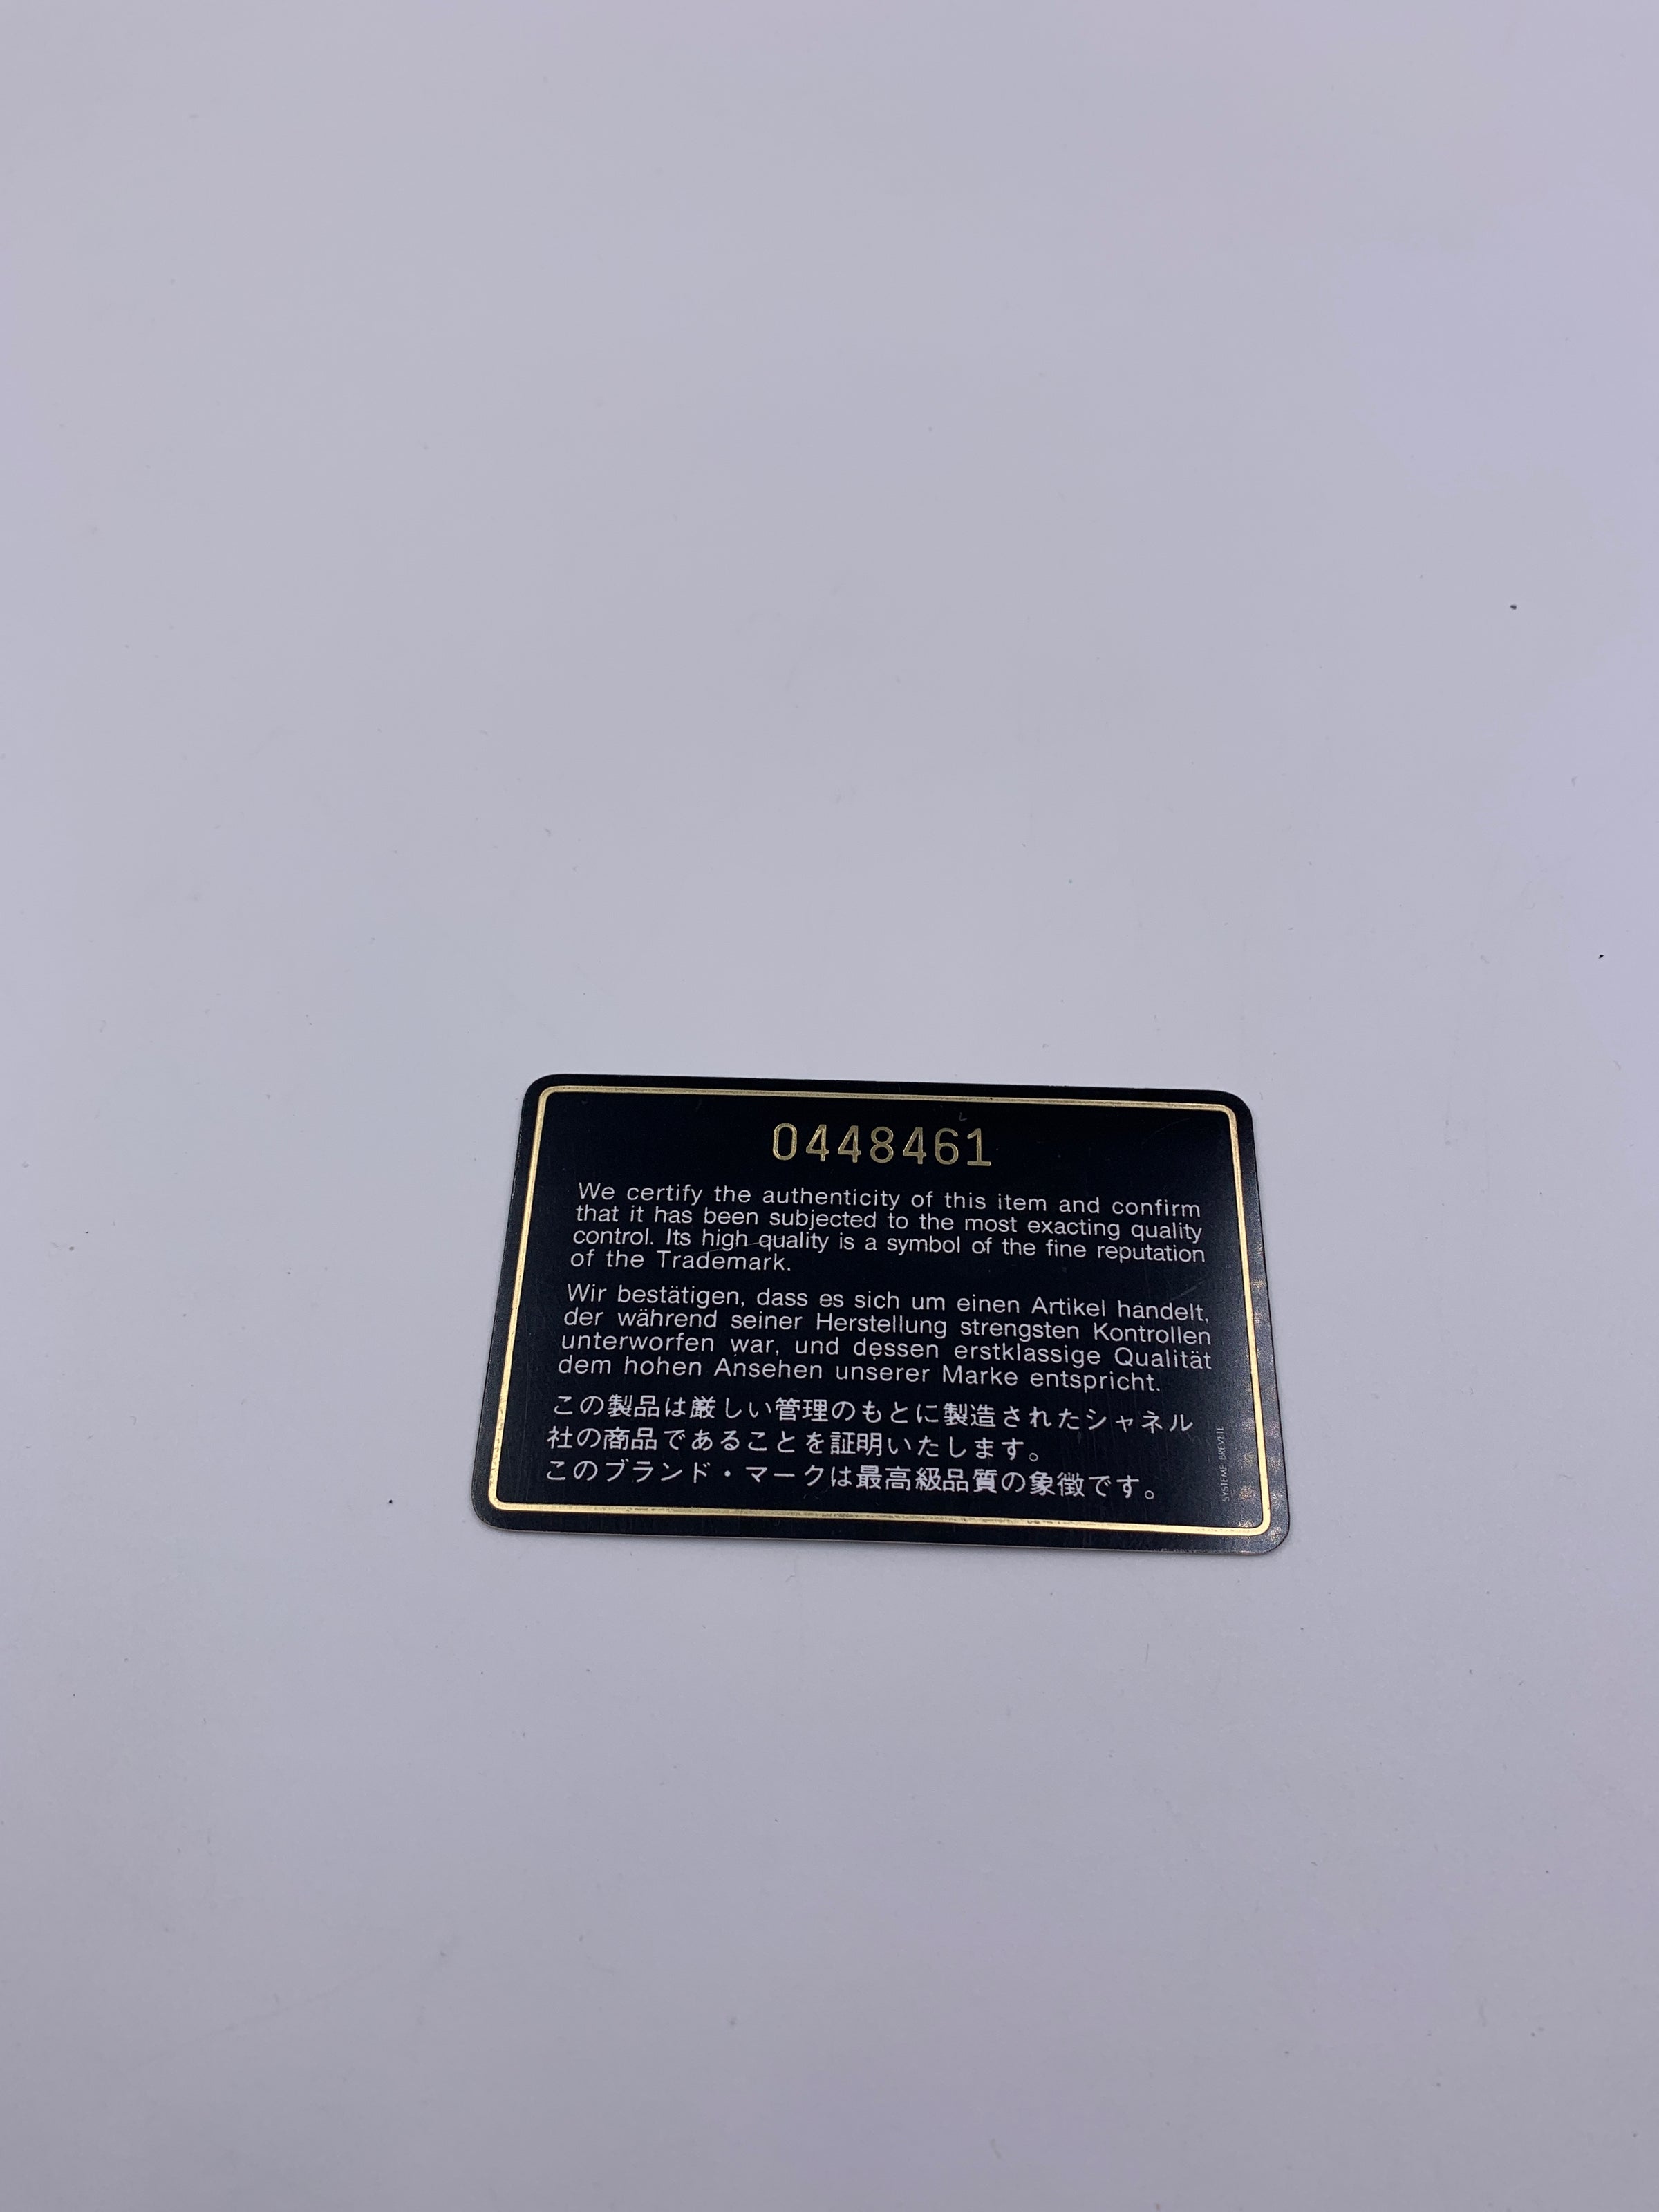 0448461
We certify the authenticity of this item and confirm
that it has been subjected to the most exacting quality
control. Its high quality is a symbol of the fine reputation
of the Trademark.
Wir bestätigen, dass es sich um einen Artikel handelt,
der während seiner Herstellung strengsten Kontrollen
unterworfen war, und dessen erstklassige Qualität
dem hohen Ansehen unserer Marke entspricht.
この製品は厳しい管理のもとに製造されたシャネル
社の商品であることを証明いたします。
このブランド・マークは最高級品質の象徴です。
SYSTEME